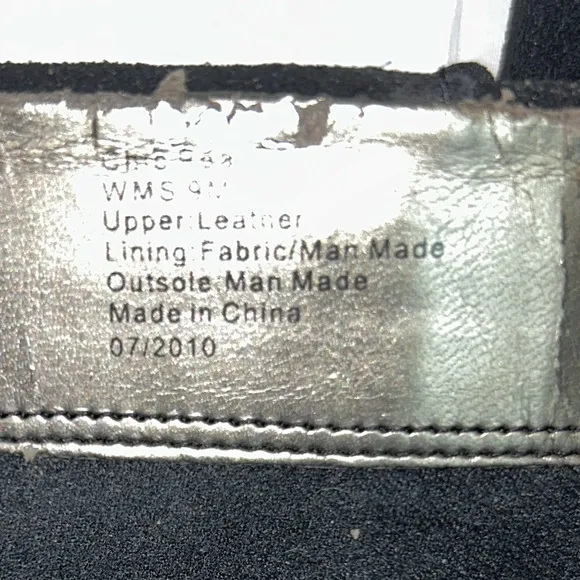 WMS 9M
Upper: Leather
Lining: Fabric/Man Made
Outsole: Man Made
Made in China
07/2010